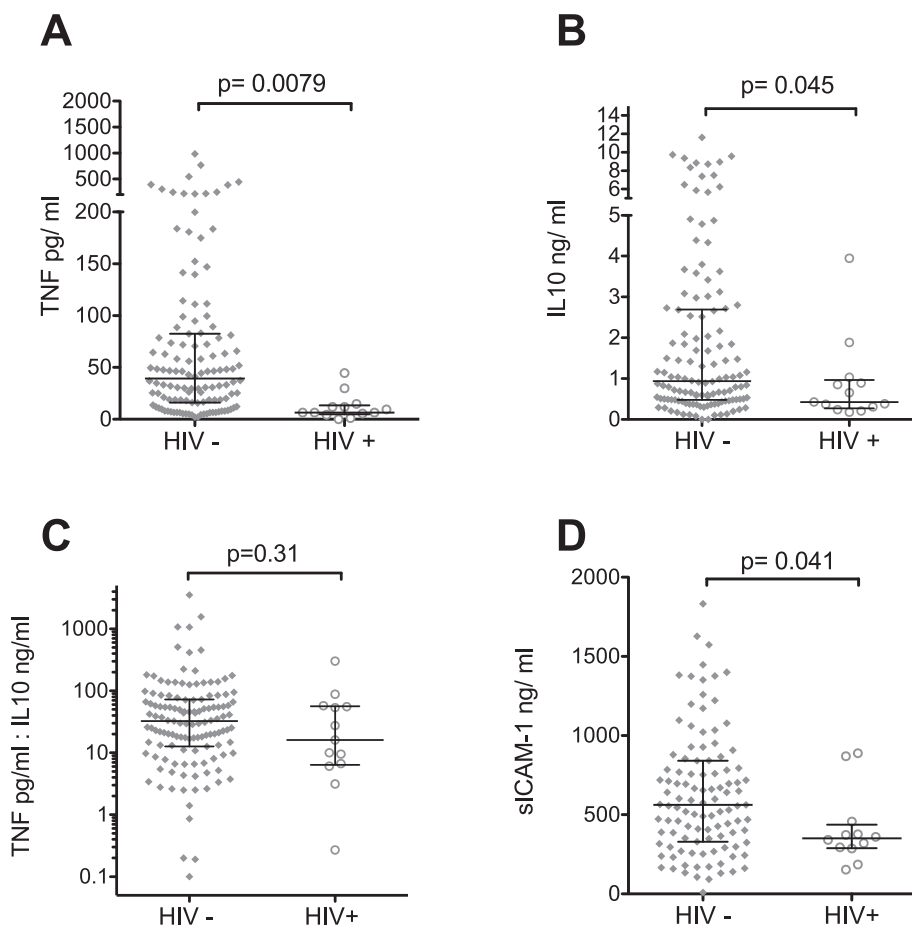 A
p= 0.0079
TNF pg/ ml
2000
1500
1000
500
200
150
100
50
0
HIV -
HIV +
B
p= 0.045
IL10 ng/ ml
14
12
10
8
6
5
4
3
2
1
0
HIV -
HIV +
C
p=0.31
TNF pg/ml : IL10 ng/ml
1000
100
10
1
0.1
HIV -
HIV+
D
p= 0.041
sICAM-1 ng/ ml
2000
1500
1000
500
0
HIV -
HIV+